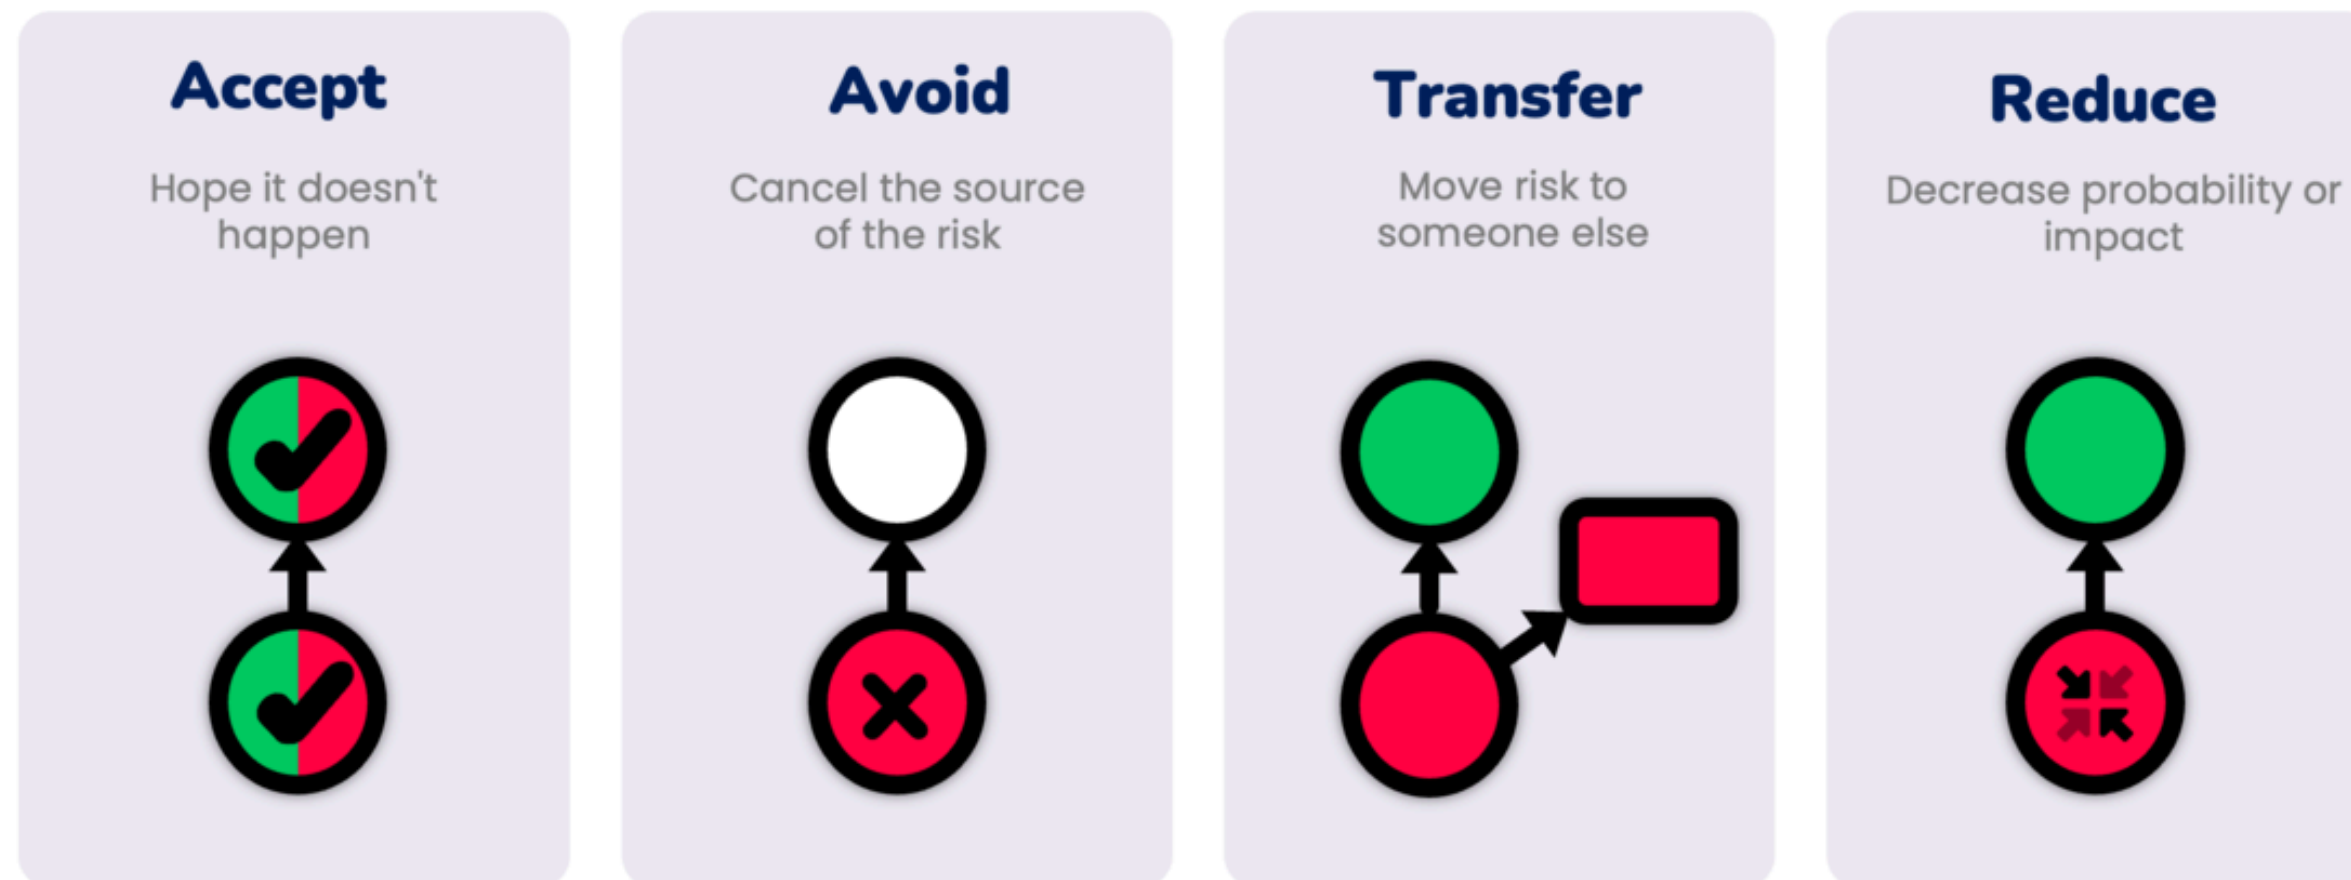 Accept
Hope it doesn't
happen
Avoid
Cancel the source
of the risk
Transfer
Move risk to
someone else
Reduce
Decrease probability or
impact